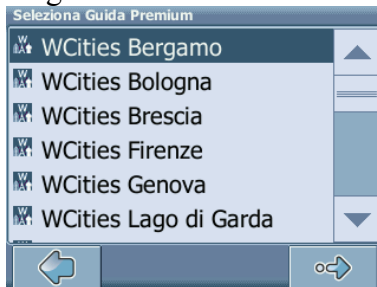 Seleziona Guida Premium
WCities Bergamo
WCities Bologna
WCities Brescia
WCities Firenze
WCities Genova
WCities Lago di Garda